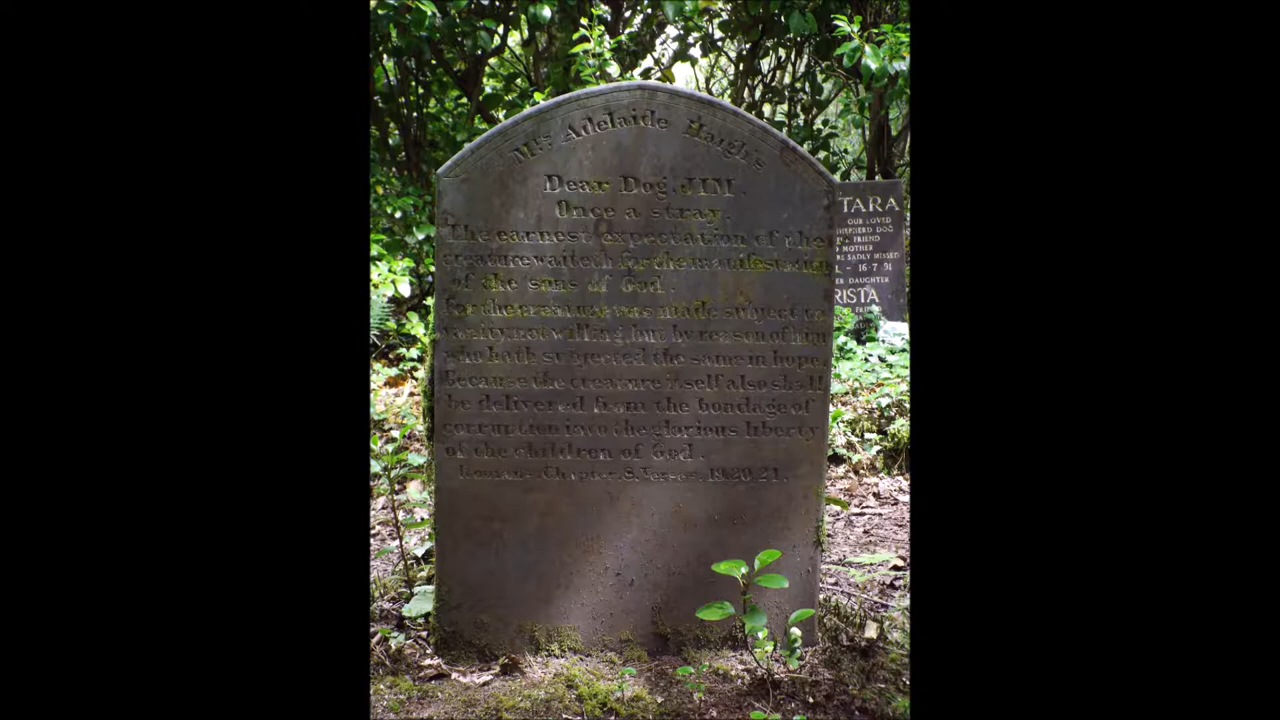 Mrs Adelaide Haigh's
Dear Dog, JIM.
Once a stray.
The earnest expectation of the
creature waiteth for the manifestation
of the sons of God.
For the creature was made subject to
vanity, not willing, but by reason of him
who hath subjected the same in hope.
Because the creature itself also shall
be delivered from the bondage of
corruption into the glorious liberty
of the children of God.
Romans. Chapter. 8. Verses. 19.20.21.
TARA
OUR LOVED
SHEPHERD DOG
FRIEND
MOTHER
SADLY MISSED
- 16·7·91
DAUGHTER